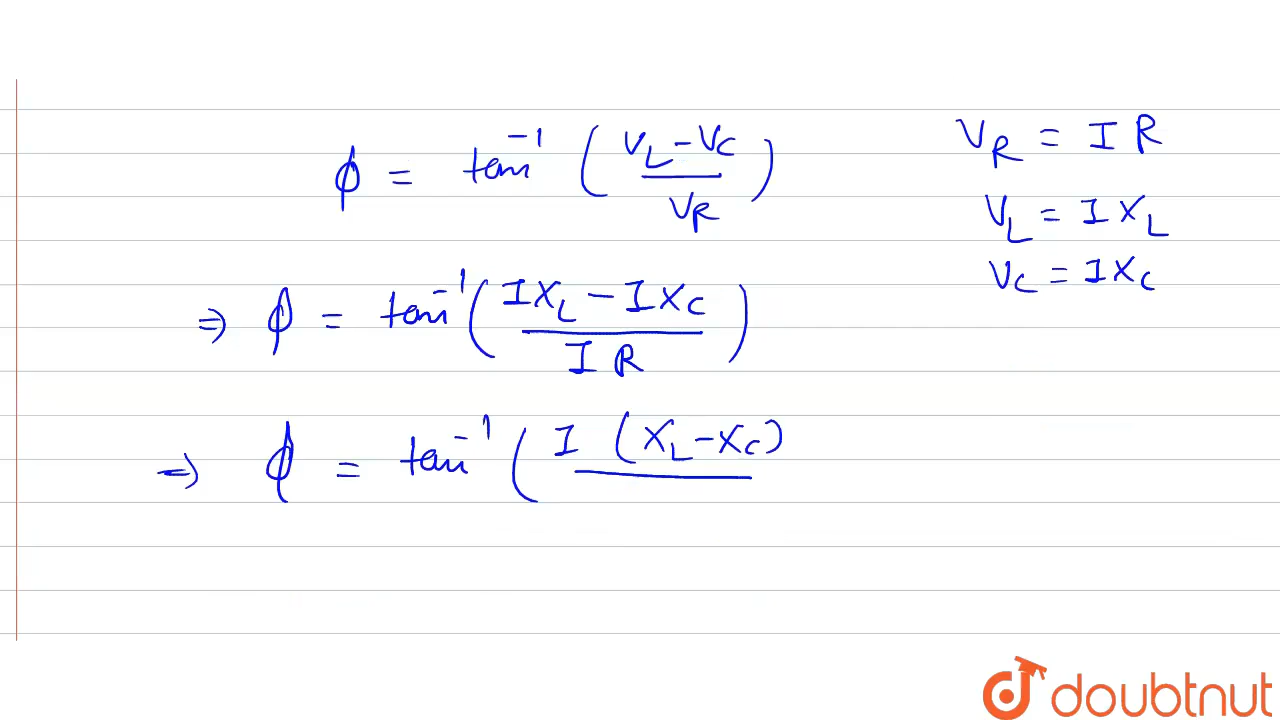 ϕ = tan⁻¹ ( V_L - V_C / V_R )
V_R = I R
V_L = I X_L
V_C = I X_C
⇒ ϕ = tan⁻¹ ( I X_L - I X_C / I R )
⇒ ϕ = tan⁻¹ ( I (X_L - X_C)
doubtnut